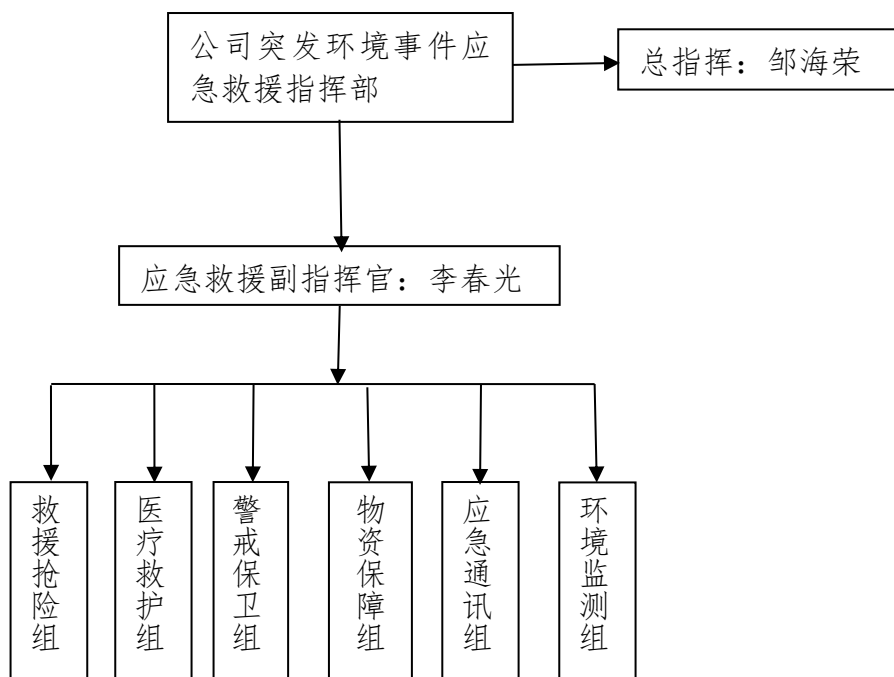 公司突发环境事件应
急救援指挥部
总指挥：邹海荣
应急救援副指挥官：李春光
救援抢险组
医疗救护组
警戒保卫组
物资保障组
应急通讯组
环境监测组